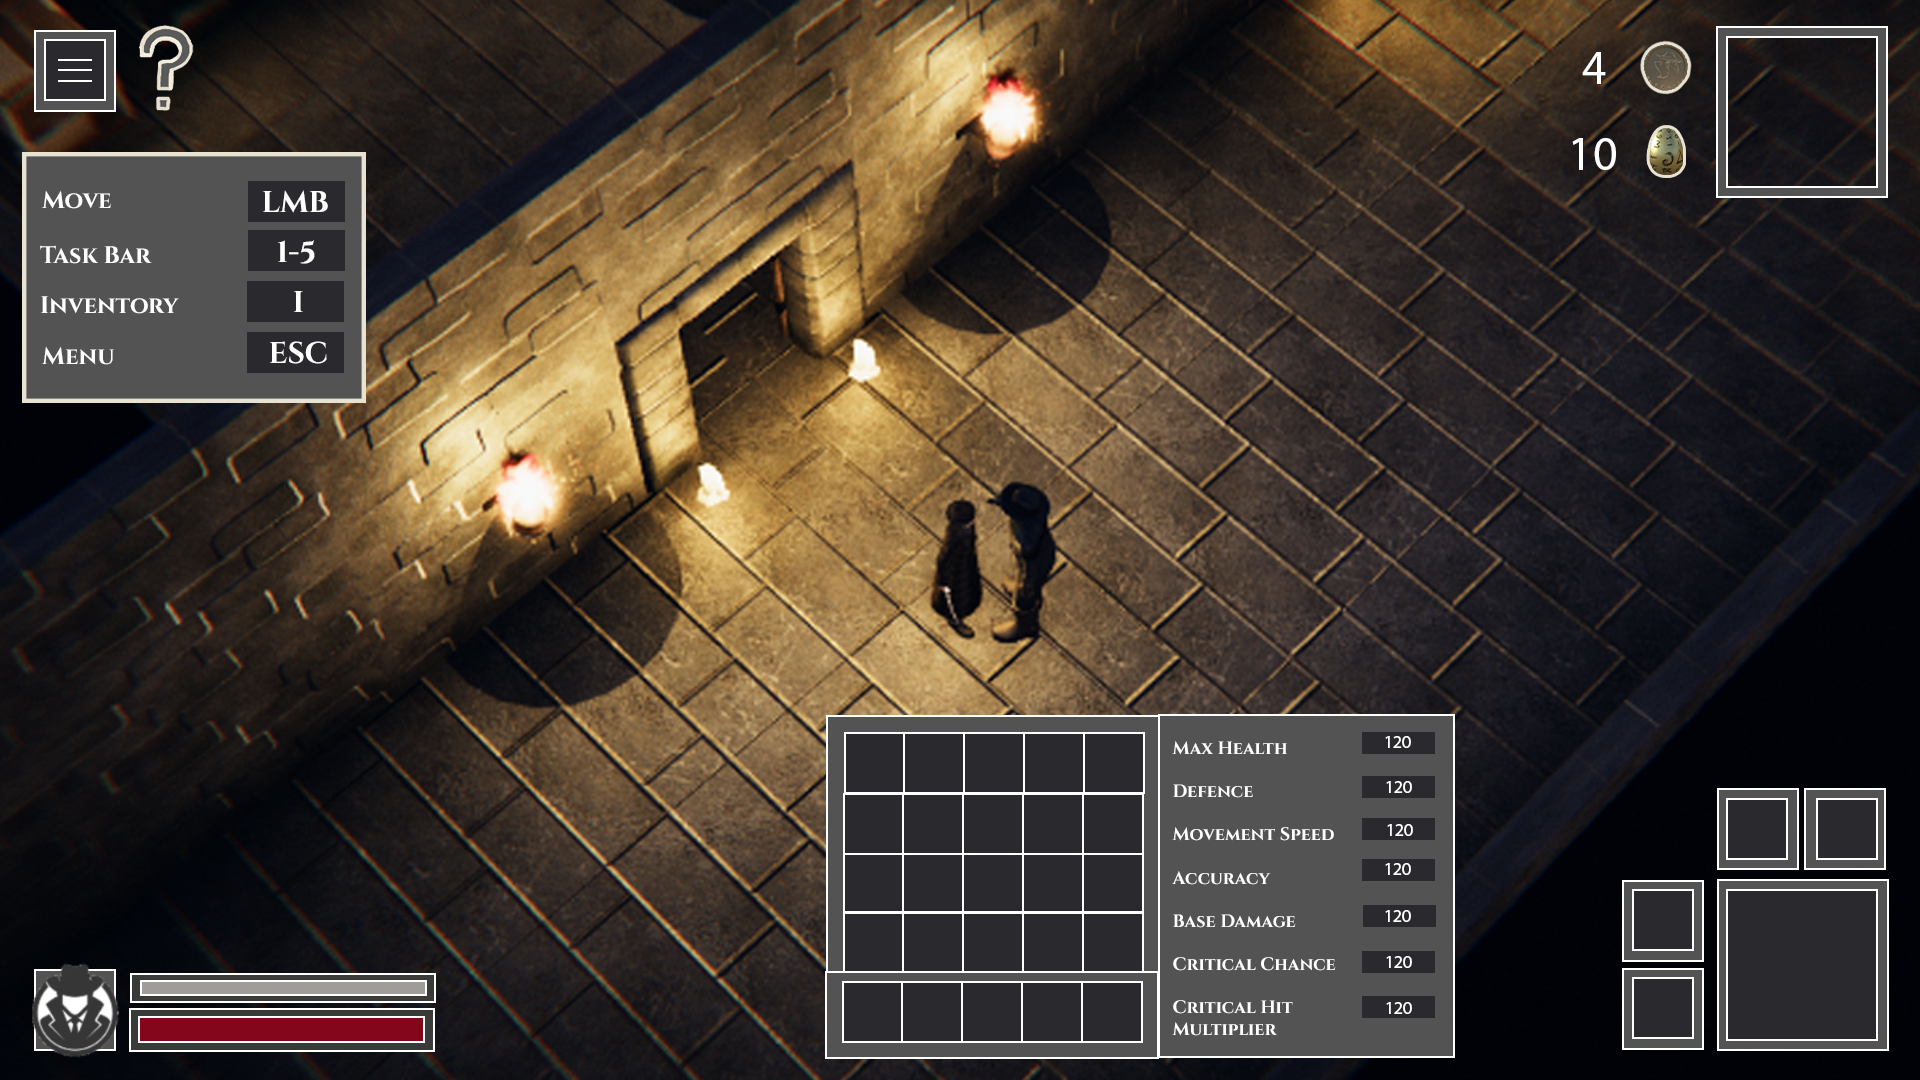 ?
4
10
Move LMB
Task Bar 1-5
Inventory I
Menu ESC
Max Health 120
Defence 120
Movement Speed 120
Accuracy 120
Base Damage 120
Critical Chance 120
Critical Hit 120
Multiplier